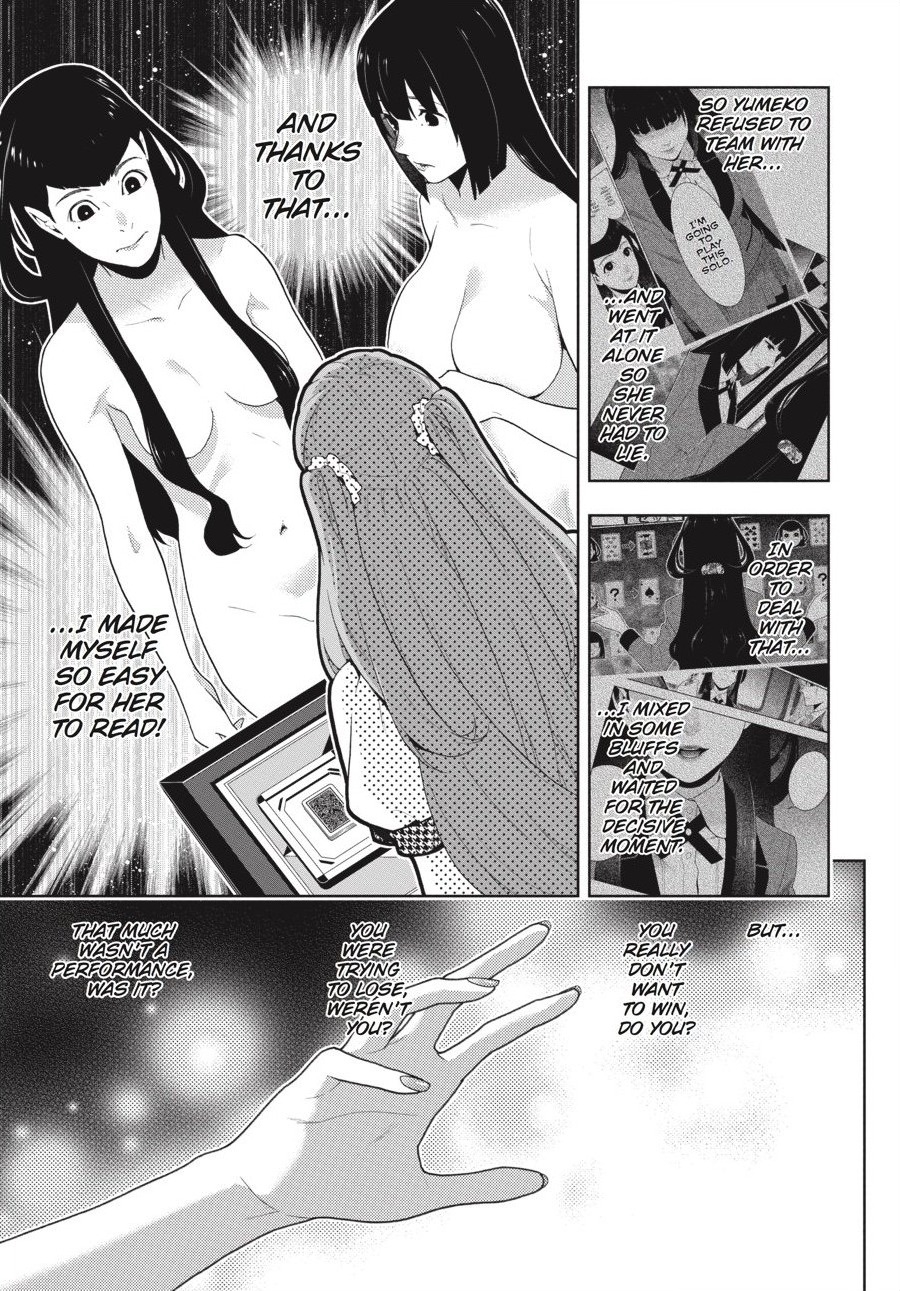 SO YUMEKO
REFUSED TO
TEAM WITH
HER...
I'M
GOING
TO
PLAY
THIS
SOLO.
...AND
WENT
AT IT
ALONE
SO
SHE
NEVER
HAD TO
LIE.
IN
ORDER
TO
DEAL
WITH
THAT...
...I MIXED
IN SOME
BLUFFS
AND
WAITED
FOR THE
DECISIVE
MOMENT.
AND
THANKS
TO
THAT...
...I MADE
MYSELF
SO EASY
FOR HER
TO READ!
BUT...
YOU
REALLY
DON'T
WANT
TO WIN,
DO YOU?
YOU
WERE
TRYING
TO LOSE,
WEREN'T
YOU?
THAT MUCH
WASN'T A
PERFORMANCE,
WAS IT?